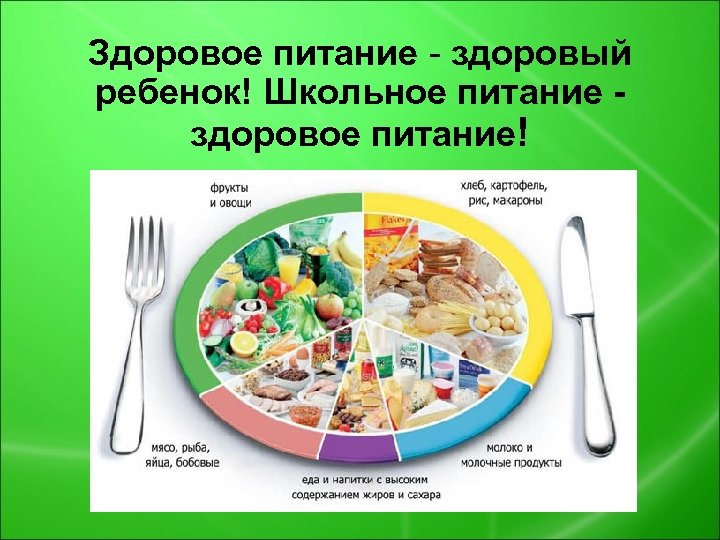 Здоровое питание - здоровый
ребенок! Школьное питание -
здоровое питание!
фрукты
и овощи
хлеб, картофель,
рис, макароны
Flakes
мясо, рыба,
яйца, бобовые
молоко и
молочные продукты
еда и напитки с высоким
содержанием жиров и сахара